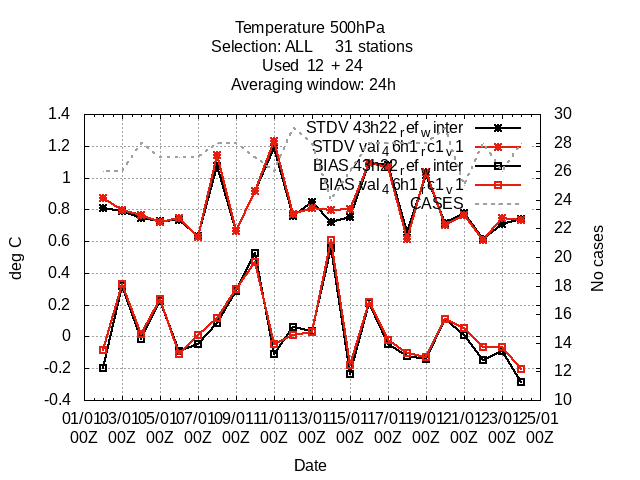 Temperature 500hPa
Selection: ALL 31 stations
Used 12 + 24
Averaging window: 24h
STDV 43h22_ref_winter
STDV val_46h1_rc1_v1
BIAS 43h22_ref_winter
BIAS val_46h1_rc1_v1
CASES
deg C
1.4
1.2
1
0.8
0.6
0.4
0.2
0
-0.2
-0.4
No cases
30
28
26
24
22
20
18
16
14
12
10
01/01 03/01 05/01 07/01 09/01 11/01 13/01 15/01 17/01 19/01 21/01 23/01 25/01
00Z 00Z 00Z 00Z 00Z 00Z 00Z 00Z 00Z 00Z 00Z 00Z 00Z
Date